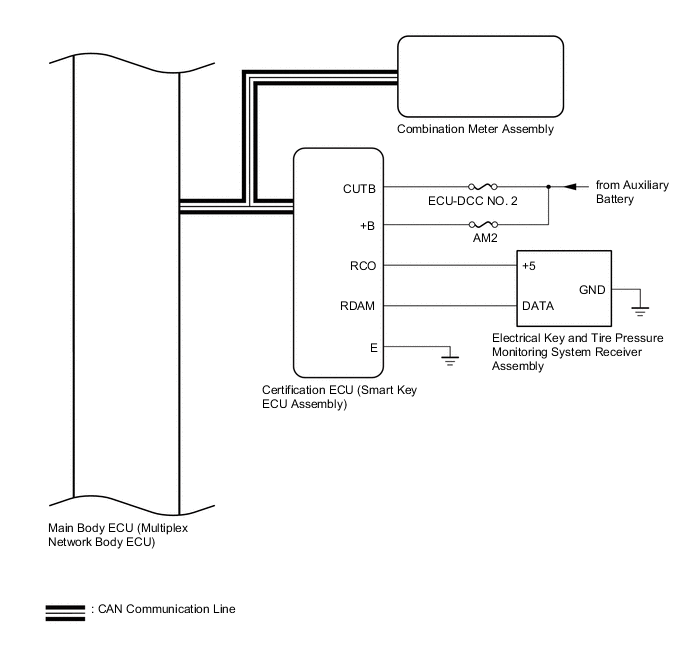 Combination Meter Assembly
CUTB
ECU-DCC NO. 2
from Auxiliary
Battery
+B
AM2
RCO
+5
GND
RDAM
DATA
Electrical Key and Tire Pressure
Monitoring System Receiver
Assembly
E
Certification ECU (Smart Key
ECU Assembly)
Main Body ECU (Multiplex
Network Body ECU)
: CAN Communication Line